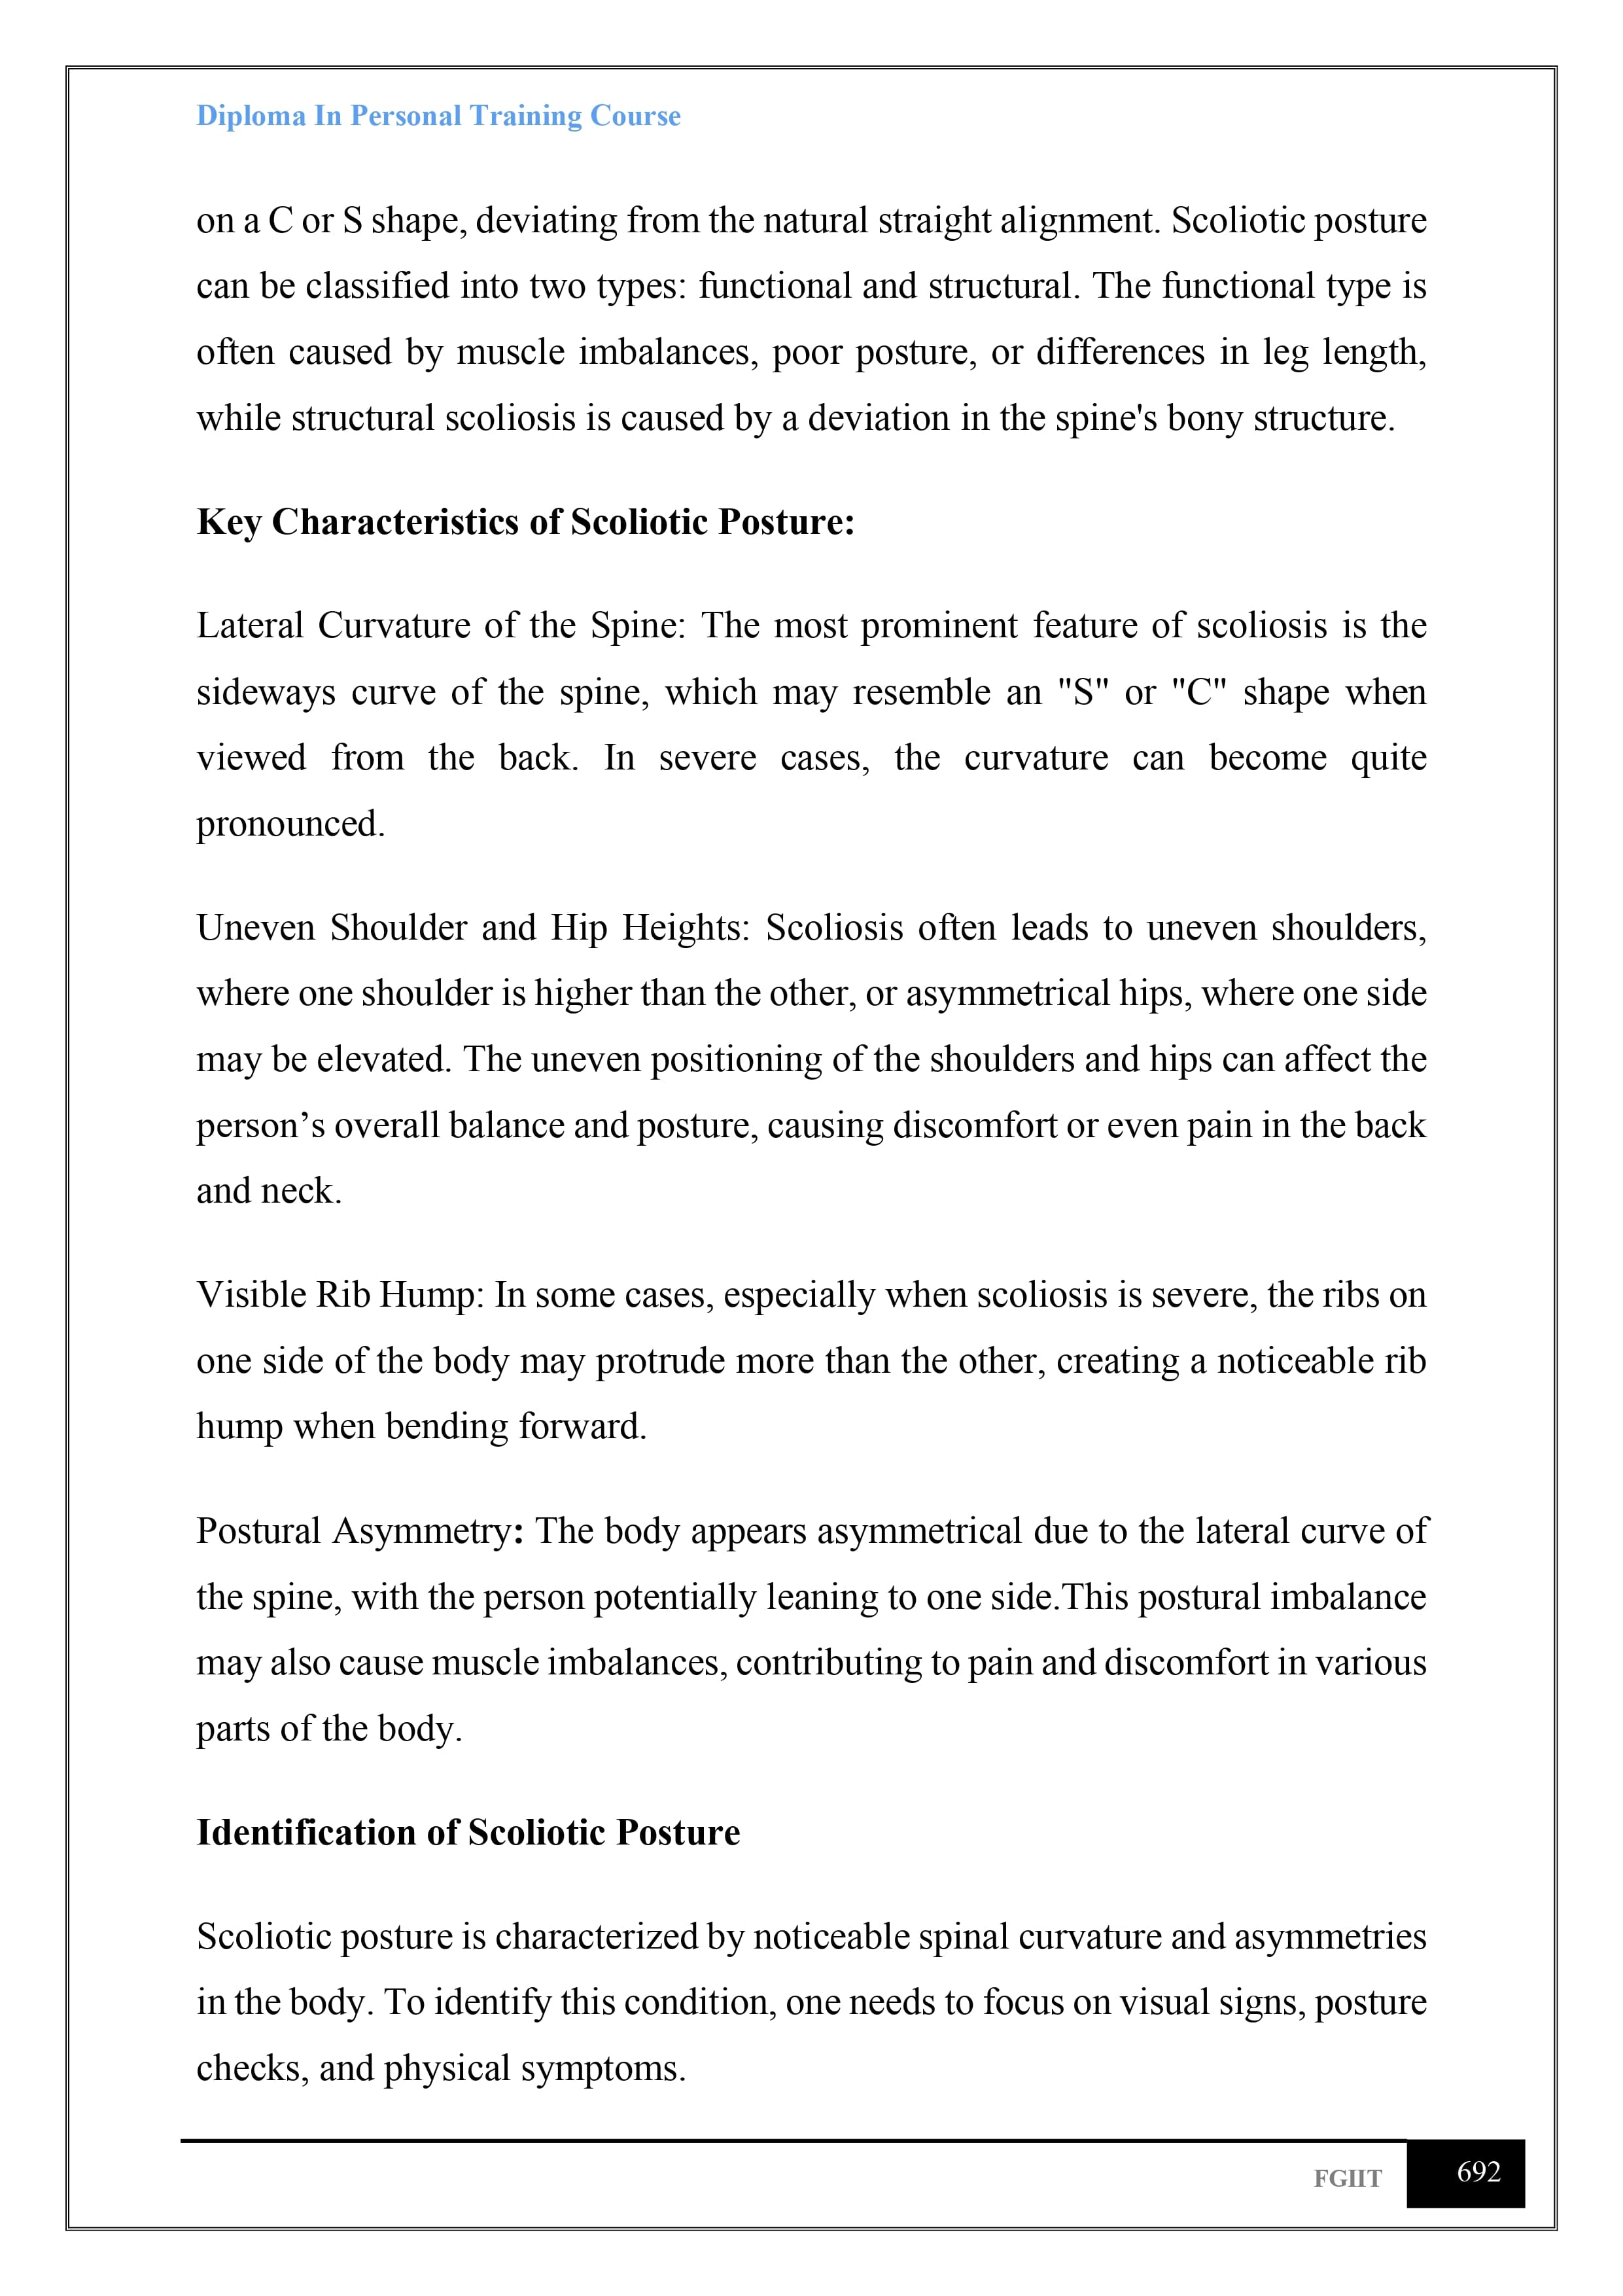 Diploma In Personal Training Course
on a C or S shape, deviating from the natural straight alignment. Scoliotic posture
can be classified into two types: functional and structural. The functional type is
often caused by muscle imbalances, poor posture, or differences in leg length,
while structural scoliosis is caused by a deviation in the spine's bony structure.
Key Characteristics of Scoliotic Posture:
Lateral Curvature of the Spine: The most prominent feature of scoliosis is the
sideways curve of the spine, which may resemble an "S" or "C" shape when
viewed from the back. In severe cases, the curvature can become quite
pronounced.
Uneven Shoulder and Hip Heights: Scoliosis often leads to uneven shoulders,
where one shoulder is higher than the other, or asymmetrical hips, where one side
may be elevated. The uneven positioning of the shoulders and hips can affect the
person’s overall balance and posture, causing discomfort or even pain in the back
and neck.
Visible Rib Hump: In some cases, especially when scoliosis is severe, the ribs on
one side of the body may protrude more than the other, creating a noticeable rib
hump when bending forward.
Postural Asymmetry: The body appears asymmetrical due to the lateral curve of
the spine, with the person potentially leaning to one side.This postural imbalance
may also cause muscle imbalances, contributing to pain and discomfort in various
parts of the body.
Identification of Scoliotic Posture
Scoliotic posture is characterized by noticeable spinal curvature and asymmetries
in the body. To identify this condition, one needs to focus on visual signs, posture
checks, and physical symptoms.
FGIIT 692